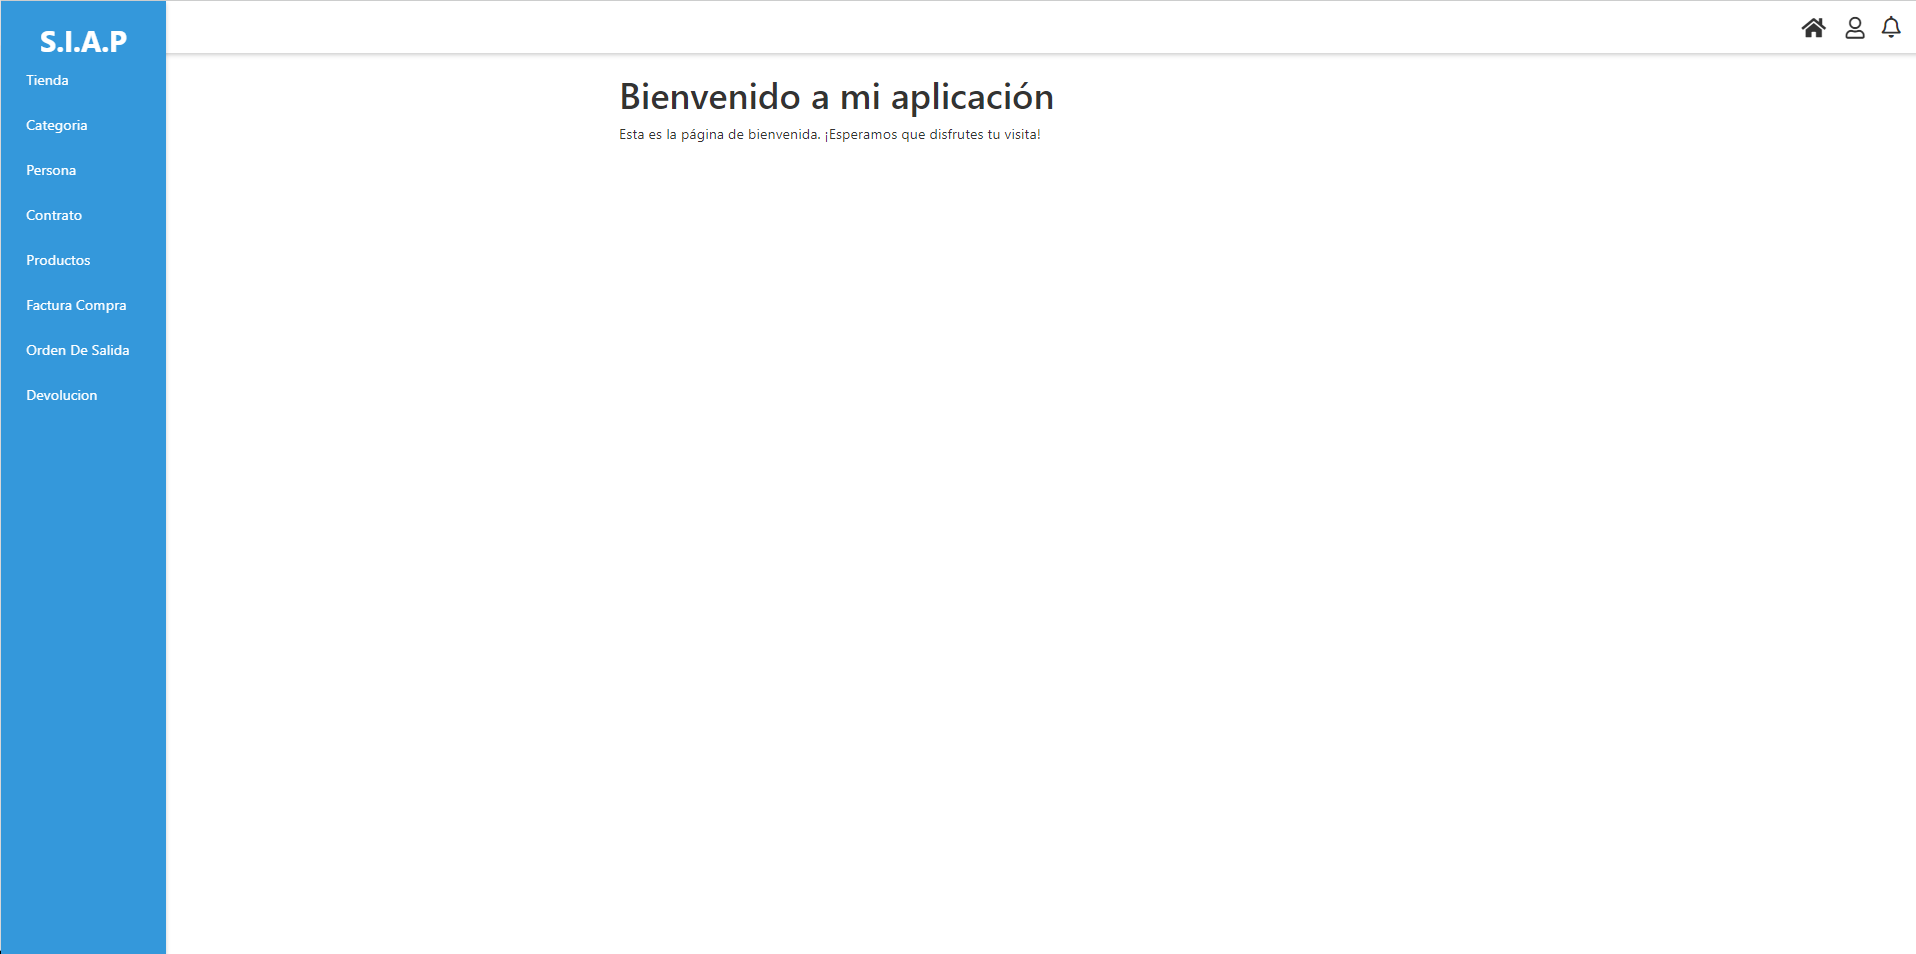 S.I.A.P
Tienda
Categoria
Persona
Contrato
Productos
Factura Compra
Orden De Salida
Devolucion
Bienvenido a mi aplicación
Esta es la página de bienvenida. ¡Esperamos que disfrutes tu visita!